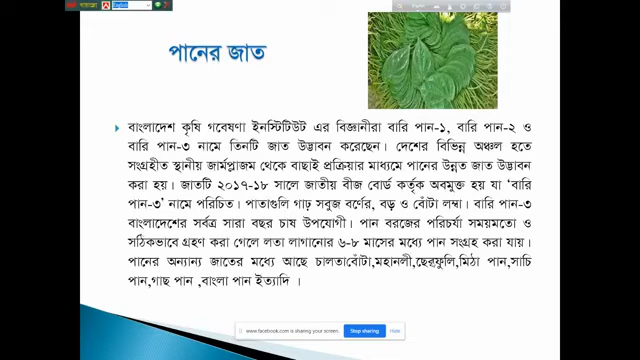 English
পানের জাত
বাংলাদেশ কৃষি গবেষণা ইনস্টিটিউট এর বিজ্ঞানীরা বারি পান-১, বারি পান-২ ও
বারি পান-৩ নামে তিনটি জাত উদ্ভাবন করেছেন। দেশের বিভিন্ন অঞ্চল হতে
সংগ্রহীত স্থানীয় জার্মপ্লাজম থেকে বাছাই প্রক্রিয়ার মাধ্যমে পানের উন্নত জাত উদ্ভাবন
করা হয়। জাতটি ২০১৭-১৮ সালে জাতীয় বীজ বোর্ড কর্তৃক অবমুক্ত হয় যা ‘বারি
পান-৩’ নামে পরিচিত। পাতাগুলি গাঢ় সবুজ বর্ণের, বড় ও বোঁটা লম্বা। বারি পান-৩
বাংলাদেশের সর্বত্র সারা বছর চাষ উপযোগী। পান বরজের পরিচর্যা সময়মতো ও
সঠিকভাবে গ্রহণ করা গেলে লতা লাগানোর ৬-৮ মাসের মধ্যে পান সংগ্রহ করা যায়।
পানের অন্যান্য জাতের মধ্যে আছে চালতাবোঁটা,মহানলী,ছেরফুলি,মিঠা পান,সাচি
পান,গাছ পান ,বাংলা পান ইত্যাদি ।
www.facebook.com is sharing your screen. Stop sharing Hide